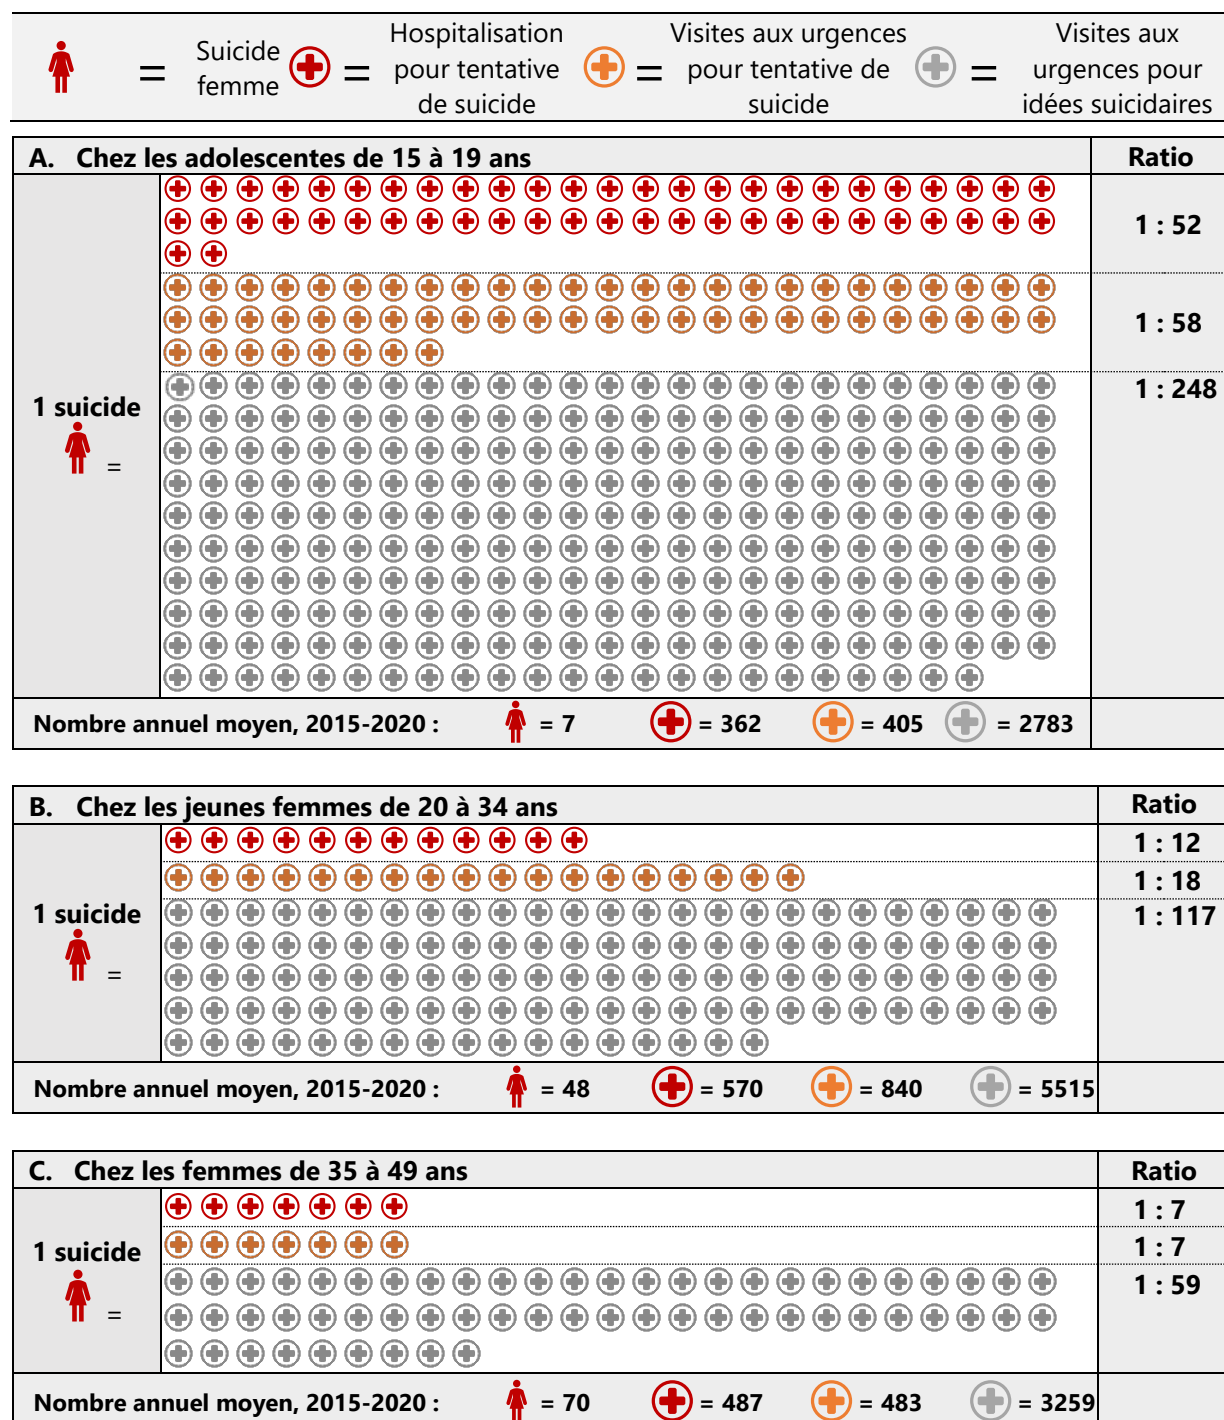 = Suicide femme
= Hospitalisation pour tentative de suicide
= Visites aux urgences pour tentative de suicide
= Visites aux urgences pour idées suicidaires
A. Chez les adolescentes de 15 à 19 ans Ratio
1 : 52
1 : 58
1 : 248
1 suicide
=
Nombre annuel moyen, 2015-2020 : = 7 = 362 = 405 = 2783
B. Chez les jeunes femmes de 20 à 34 ans Ratio
1 : 12
1 : 18
1 : 117
1 suicide
=
Nombre annuel moyen, 2015-2020 : = 48 = 570 = 840 = 5515
C. Chez les femmes de 35 à 49 ans Ratio
1 : 7
1 : 7
1 : 59
1 suicide
=
Nombre annuel moyen, 2015-2020 : = 70 = 487 = 483 = 3259